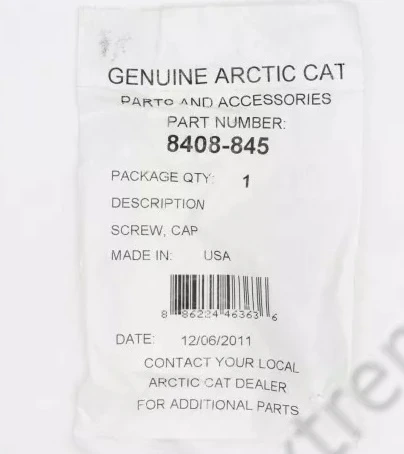 GENUINE ARCTIC CAT
PARTS AND ACCESSORIES
PART NUMBER:
8408-845
PACKAGE QTY: 1
DESCRIPTION
SCREW, CAP
MADE IN: USA
8 86224 46363 6
DATE: 12/06/2011
CONTACT YOUR LOCAL
ARCTIC CAT DEALER
FOR ADDITIONAL PARTS